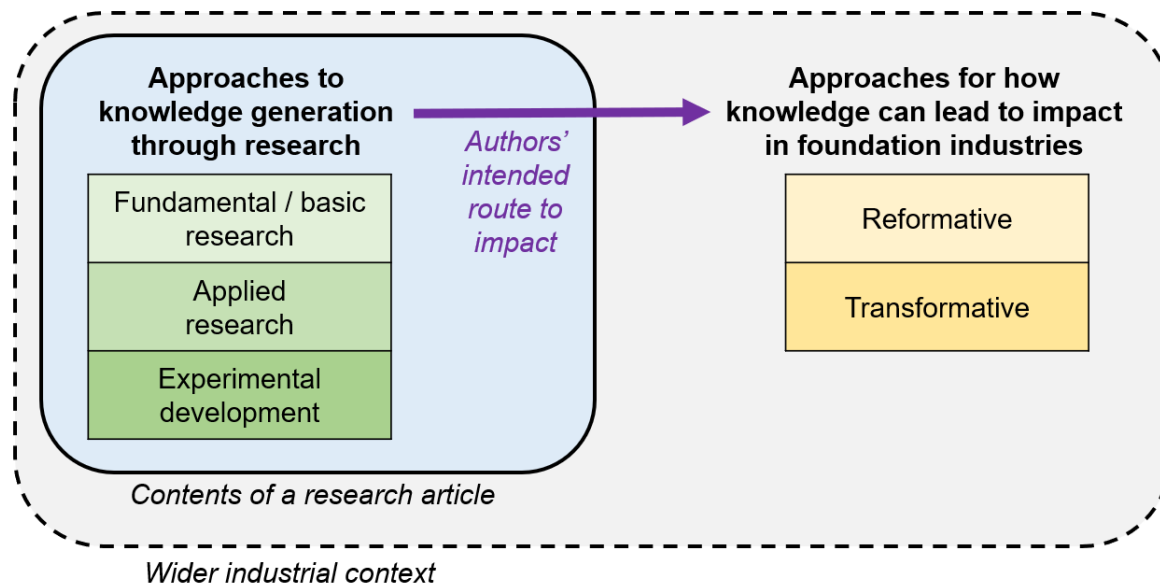 Approaches to
knowledge generation
through research
Fundamental / basic
research
Applied
research
Experimental
development
Authors’
intended
route to
impact
Approaches for how
knowledge can lead to impact
in foundation industries
Reformative
Transformative
Contents of a research article
Wider industrial context